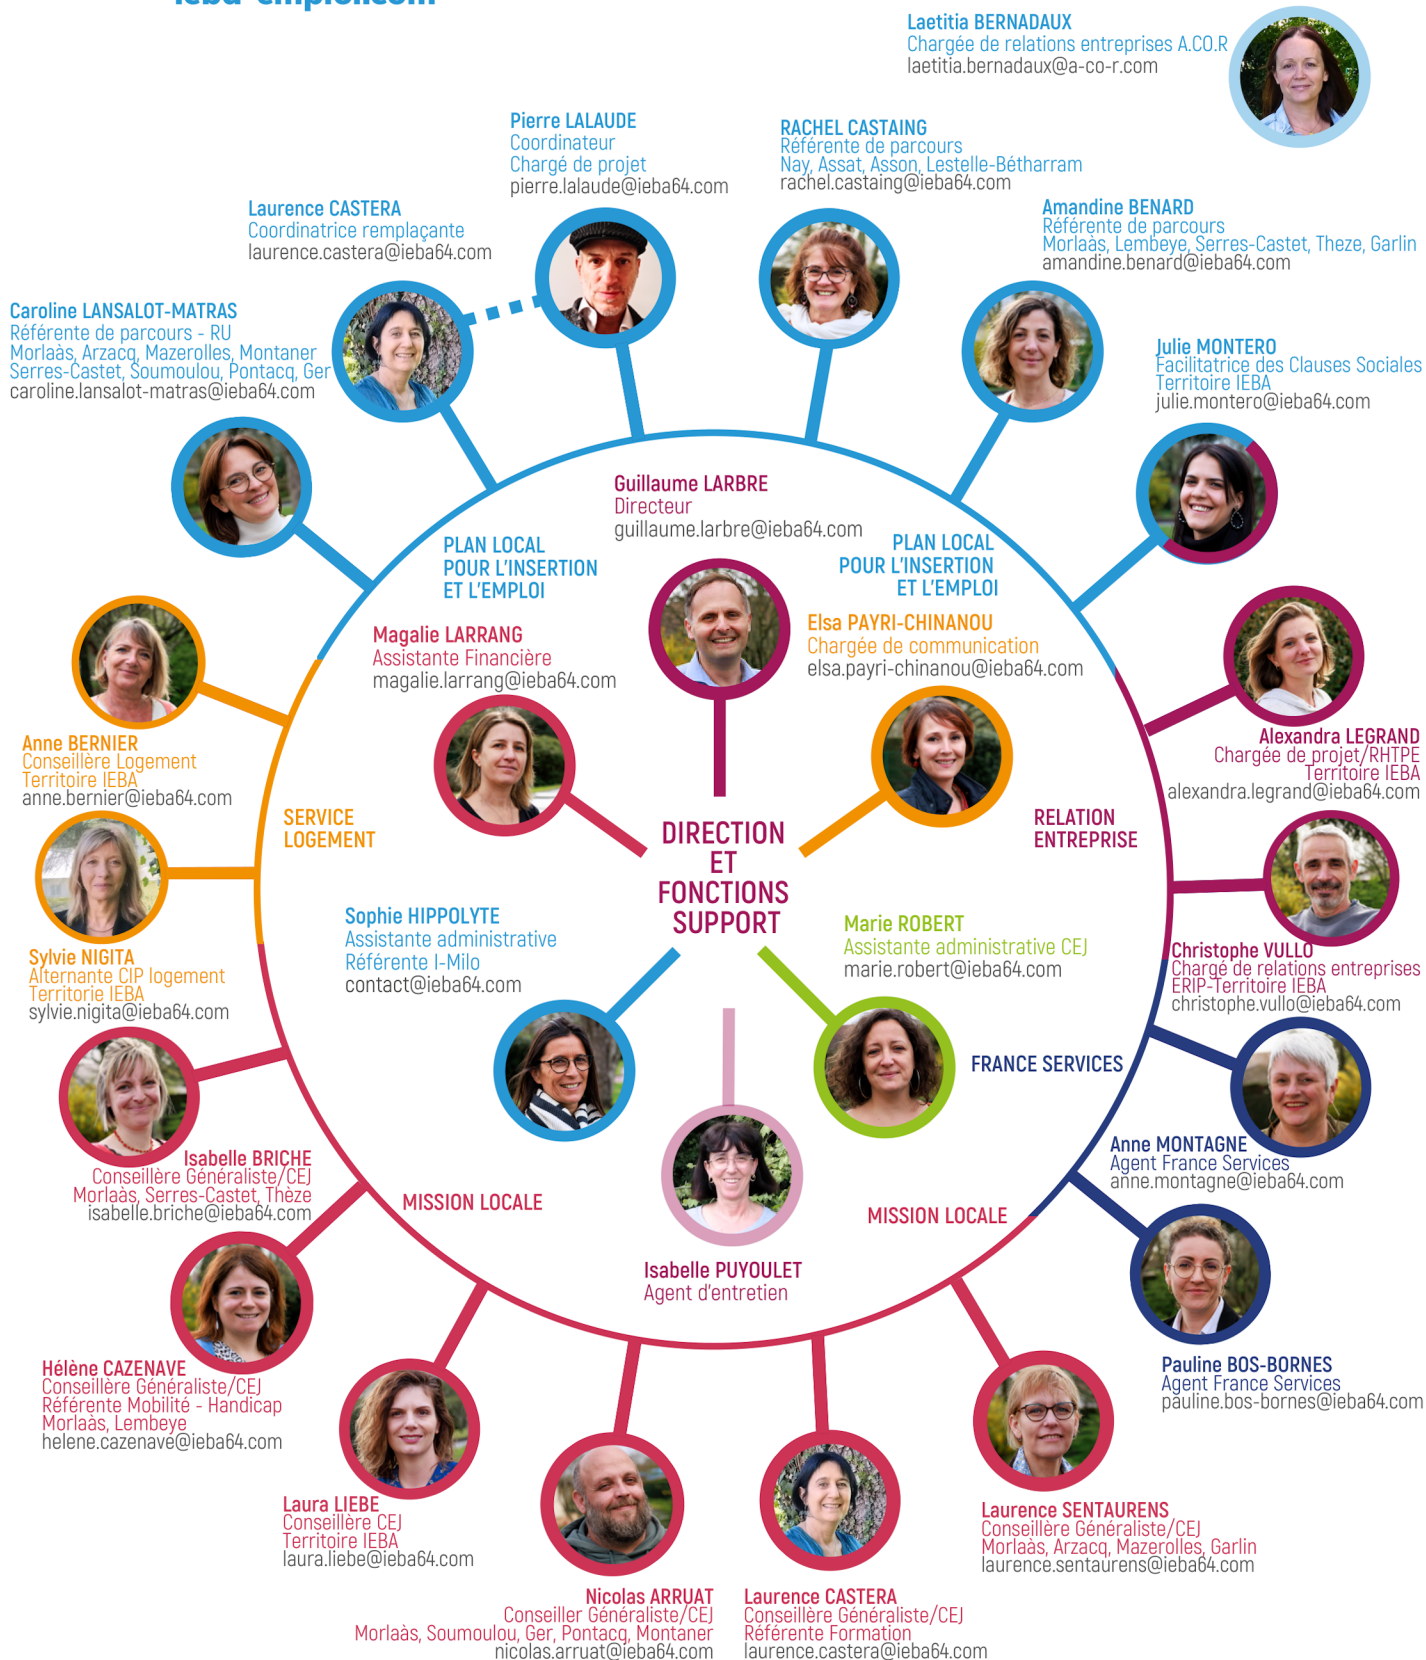 ieba-emploi.com
Laetitia BERNADAUX
Chargée de relations entreprises A.CO.R
laetitia.bernadaux@a-co-r.com
Pierre LALAUDE
Coordinateur
Chargé de projet
pierre.lalaude@ieba64.com
RACHEL CASTAING
Référente de parcours
Nay, Assat, Asson, Lestelle-Bétharram
rachel.castaing@ieba64.com
Laurence CASTERA
Coordinatrice remplaçante
laurence.castera@ieba64.com
Amandine BENARD
Référente de parcours
Morlaàs, Lembeye, Serres-Castet, Theze, Garlin
amandine.benard@ieba64.com
Caroline LANSALOT-MATRAS
Référente de parcours - RU
Morlaàs, Arzacq, Mazerolles, Montaner
Serres-Castet, Soumoulou, Pontacq, Ger
caroline.lansalot-matras@ieba64.com
Julie MONTERO
Facilitatrice des Clauses Sociales
Territoire IEBA
julie.montero@ieba64.com
Guillaume LARBRE
Directeur
guillaume.larbre@ieba64.com
PLAN LOCAL
POUR L'INSERTION
ET L'EMPLOI
PLAN LOCAL
POUR L'INSERTION
ET L'EMPLOI
Magalie LARRANG
Assistante Financière
magalie.larrang@ieba64.com
Elsa PAYRI-CHINANOU
Chargée de communication
elsa.payri-chinanou@ieba64.com
Anne BERNIER
Conseillère Logement
Territoire IEBA
anne.bernier@ieba64.com
Alexandra LEGRAND
Chargée de projet/RHTPE
Territoire IEBA
alexandra.legrand@ieba64.com
SERVICE
LOGEMENT
DIRECTION
ET
FONCTIONS
SUPPORT
RELATION
ENTREPRISE
Sophie HIPPOLYTE
Assistante administrative
Référente I-Milo
contact@ieba64.com
Marie ROBERT
Assistante administrative CEJ
marie.robert@ieba64.com
Sylvie NIGITA
Alternante CIP logement
Territorie IEBA
sylvie.nigita@ieba64.com
Christophe VULLO
Chargé de relations entreprises
ERIP-Territoire IEBA
christophe.vullo@ieba64.com
FRANCE SERVICES
Anne MONTAGNE
Agent France Services
anne.montagne@ieba64.com
Isabelle BRICHE
Conseillère Généraliste/CEJ
Morlaàs, Serres-Castet, Thèze
isabelle.briche@ieba64.com
MISSION LOCALE
MISSION LOCALE
Isabelle PUYOULET
Agent d'entretien
Hélène CAZENAVE
Conseillère Généraliste/CEJ
Référente Mobilité - Handicap
Morlaàs, Lembeye
helene.cazenave@ieba64.com
Pauline BOS-BORNES
Agent France Services
pauline.bos-bornes@ieba64.com
Laura LIEBE
Conseillère CEJ
Territoire IEBA
laura.liebe@ieba64.com
Laurence SENTAURENS
Conseillère Généraliste/CEJ
Morlaàs, Arzacq, Mazerolles, Garlin
laurence.sentaurens@ieba64.com
Nicolas ARRUAT
Conseiller Généraliste/CEJ
Morlaàs, Soumoulou, Ger, Pontacq, Montaner
nicolas.arruat@ieba64.com
Laurence CASTERA
Conseillère Généraliste/CEJ
Référente Formation
laurence.castera@ieba64.com